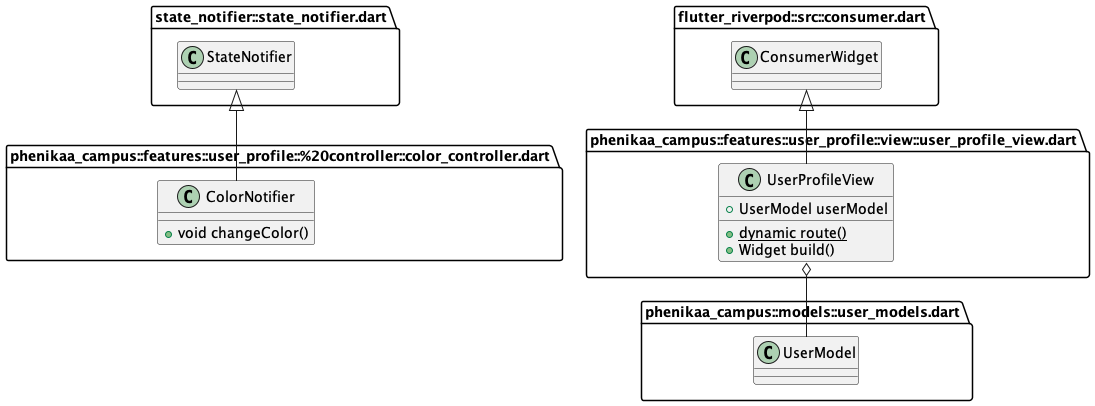 state_notifier::state_notifier.dart
C StateNotifier
phenikaa_campus::features::user_profile::%20controller::color_controller.dart
C ColorNotifier
void changeColor()
flutter_riverpod::src::consumer.dart
C ConsumerWidget
phenikaa_campus::features::user_profile::view::user_profile_view.dart
C UserProfileView
UserModel userModel
dynamic route()
Widget build()
phenikaa_campus::models::user_models.dart
C UserModel